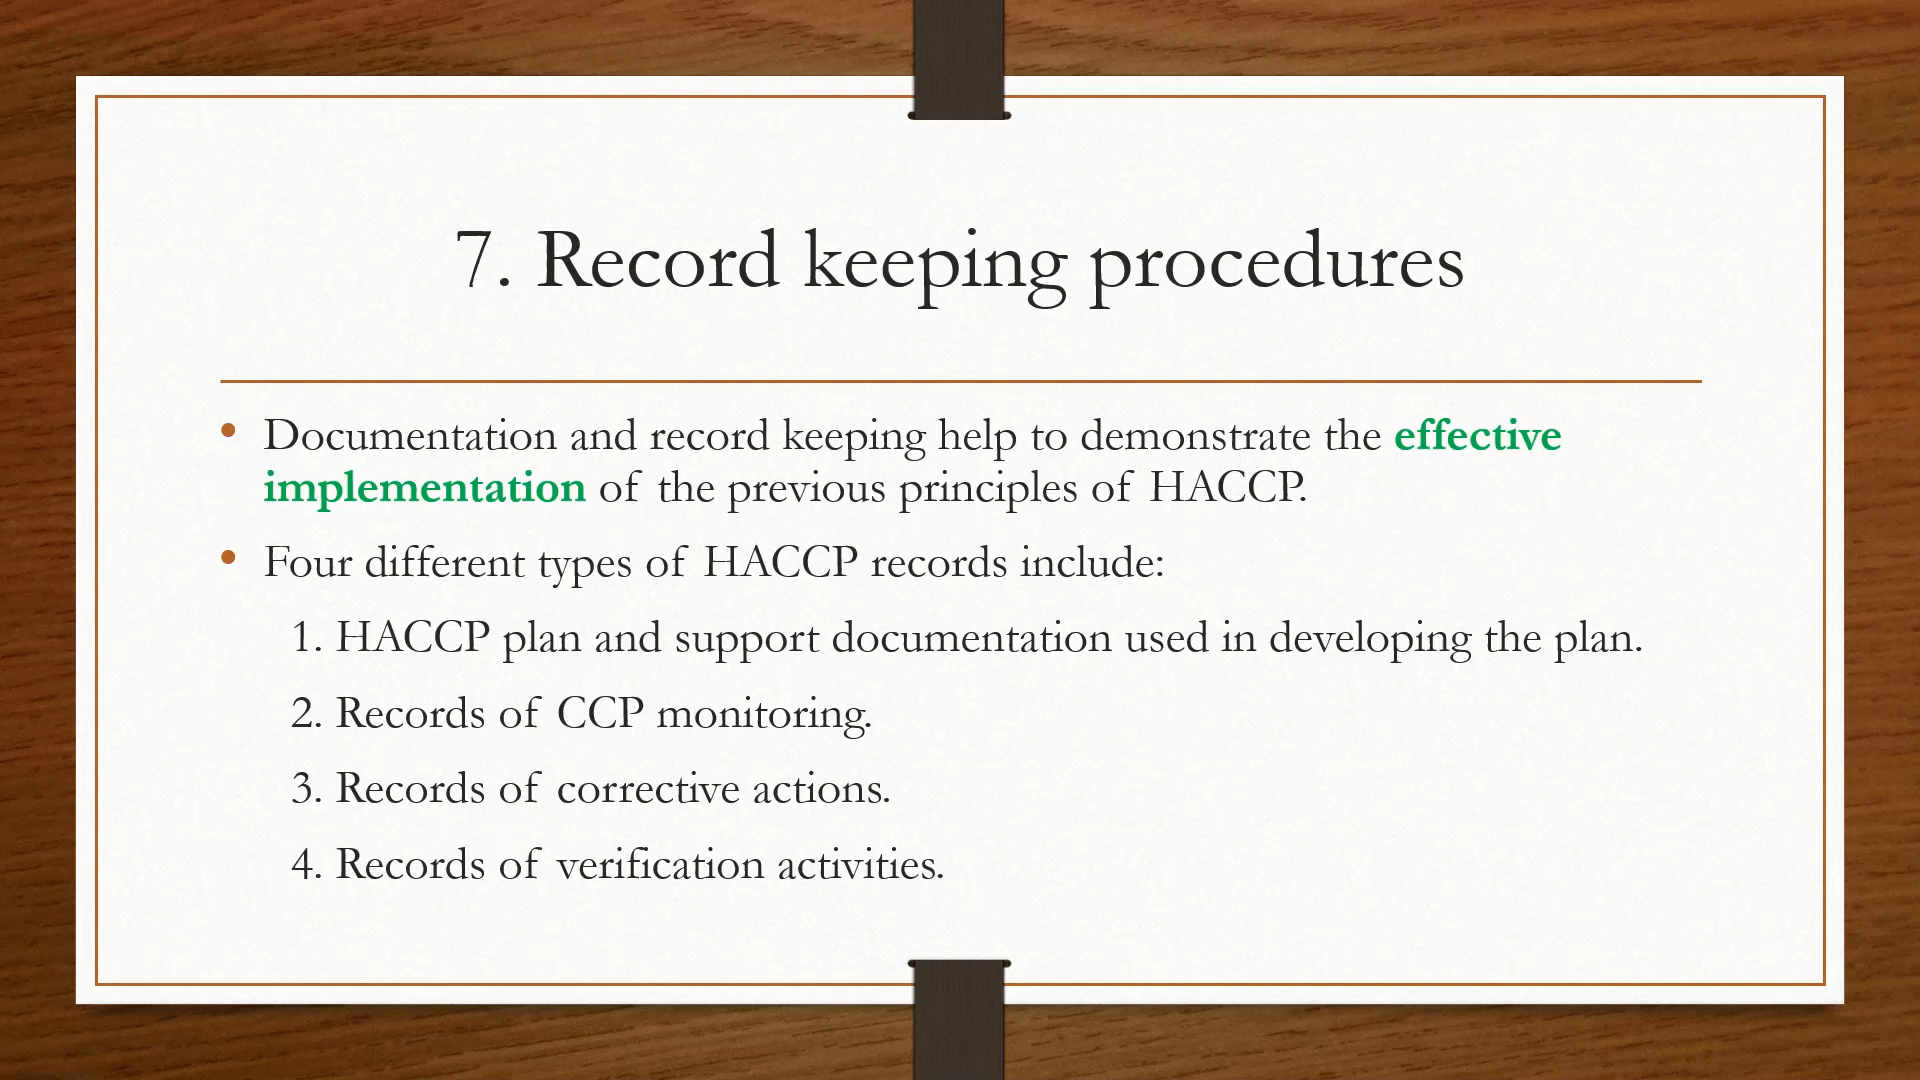 7. Record keeping procedures
• Documentation and record keeping help to demonstrate the effective
implementation of the previous principles of HACCP.
• Four different types of HACCP records include:
1. HACCP plan and support documentation used in developing the plan.
2. Records of CCP monitoring.
3. Records of corrective actions.
4. Records of verification activities.